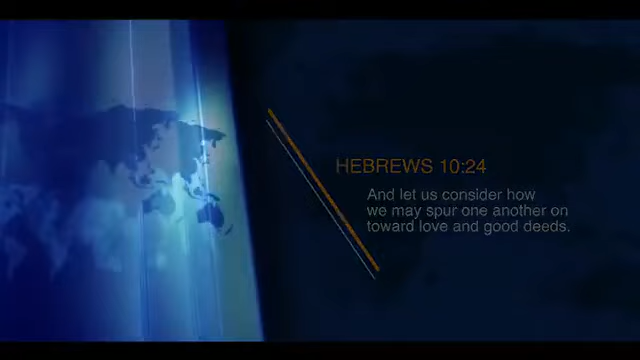 HEBREWS 10:24
And let us consider how
we may spur one another on
toward love and good deeds.